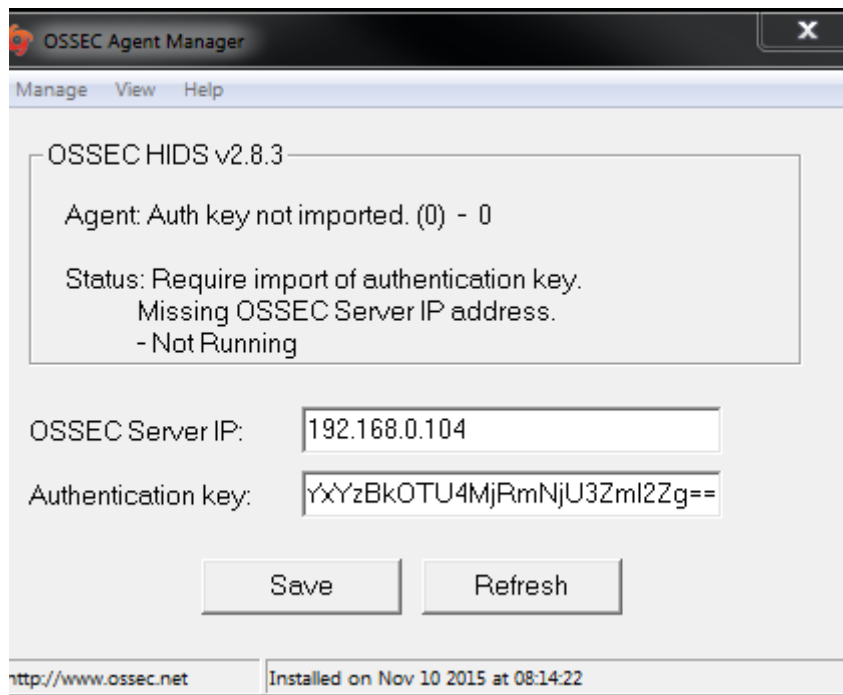 OSSEC Agent Manager
X
Manage View Help
OSSEC HIDS v2.8.3
Agent: Auth key not imported. (0) - 0
Status: Require import of authentication key.
Missing OSSEC Server IP address.
- Not Running
OSSEC Server IP: 192.168.0.104
Authentication key: YxYzBkOTU4MjRmNjU3Zml2Zg==
Save Refresh
http://www.ossec.net Installed on Nov 10 2015 at 08:14:22